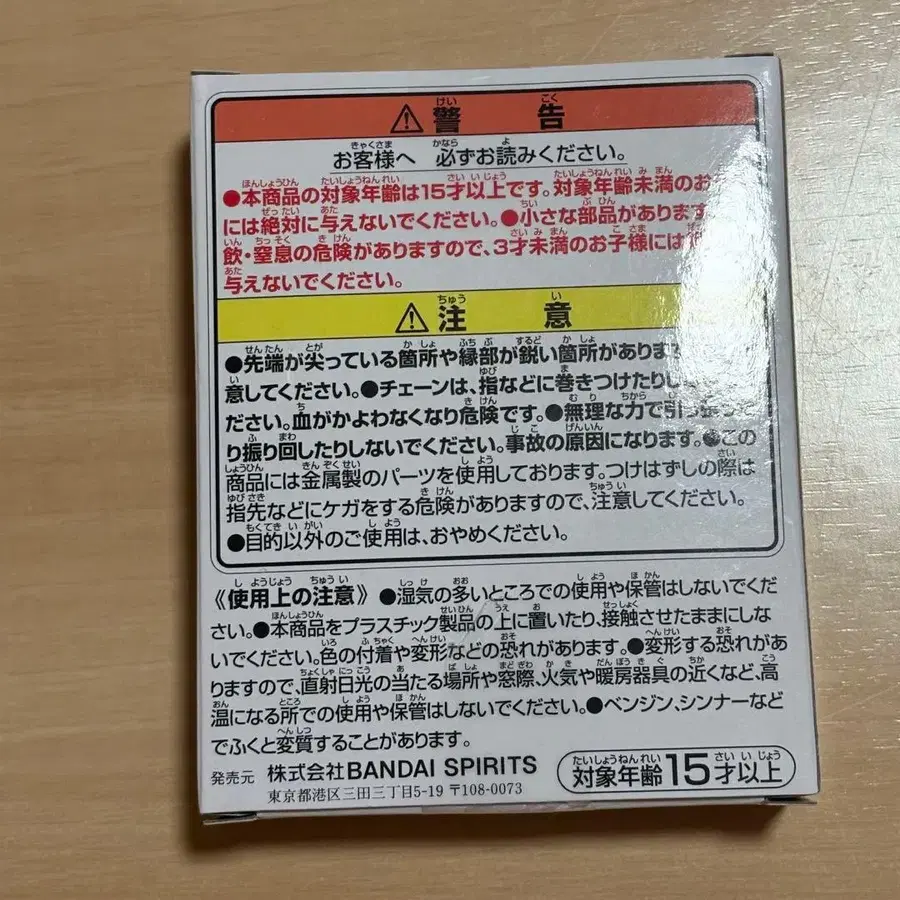 警告
お客様へ 必ずお読みください。
●本商品の対象年齢は15才以上です。対象年齢未満のお
には絶対に与えないでください。●小さな部品があります
飲・窒息の危険がありますので、3才未満のお子様には
与えないでください。
注意
●先端が尖っている箇所や縁部が鋭い箇所があります
意してください。●チェーンは、指などに巻きつけたりし
ださい。血がかよわなくなり危険です。●無理な力で引っ
り振り回したりしないでください。事故の原因になります。●この
商品には金属製のパーツを使用しております。つけはずしの際は
指先などにケガをする危険がありますので、注意してください。
●目的以外のご使用は、おやめください。
《使用上の注意》●湿気の多いところでの使用や保管はしないでくだ
さい。●本商品をプラスチック製品の上に置いたり、接触させたままにしな
いでください。色の付着や変形などの恐れがあります。●変形する恐れがあ
りますので、直射日光の当たる場所や窓際、火気や暖房器具の近くなど、高
温になる所での使用や保管はしないでください。●ベンジン、シンナーなど
でふくと変質することがあります。
発売元 株式会社BANDAI SPIRITS
東京都港区三田三丁目5-19 〒108-0073
対象年齢15才以上